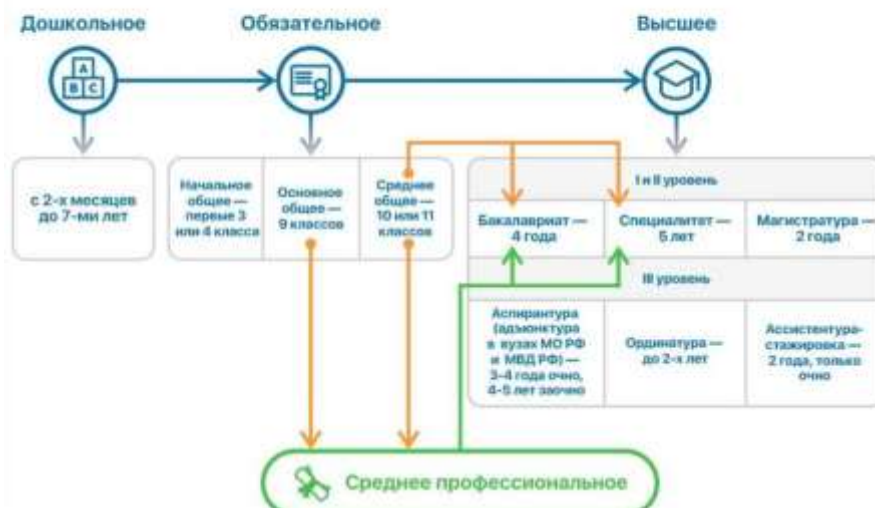 Дошкольное
Обязательное
Высшее
A
B C
с 2-х месяцев
до 7-ми лет
Начальное
общее —
первые 3
или 4 класса
Основное
общее —
9 классов
Среднее
общее —
10 или 11
классов
I и II уровень
Бакалавриат —
4 года
Специалитет —
5 лет
Магистратура —
2 года
III уровень
Аспирантура
(адъюнктура
в вузах МО РФ
и МВД РФ) —
3-4 года очно,
4-5 лет заочно
Ординатура —
до 2-х лет
Ассистентура-
стажировка —
2 года, только
очно
Среднее профессиональное